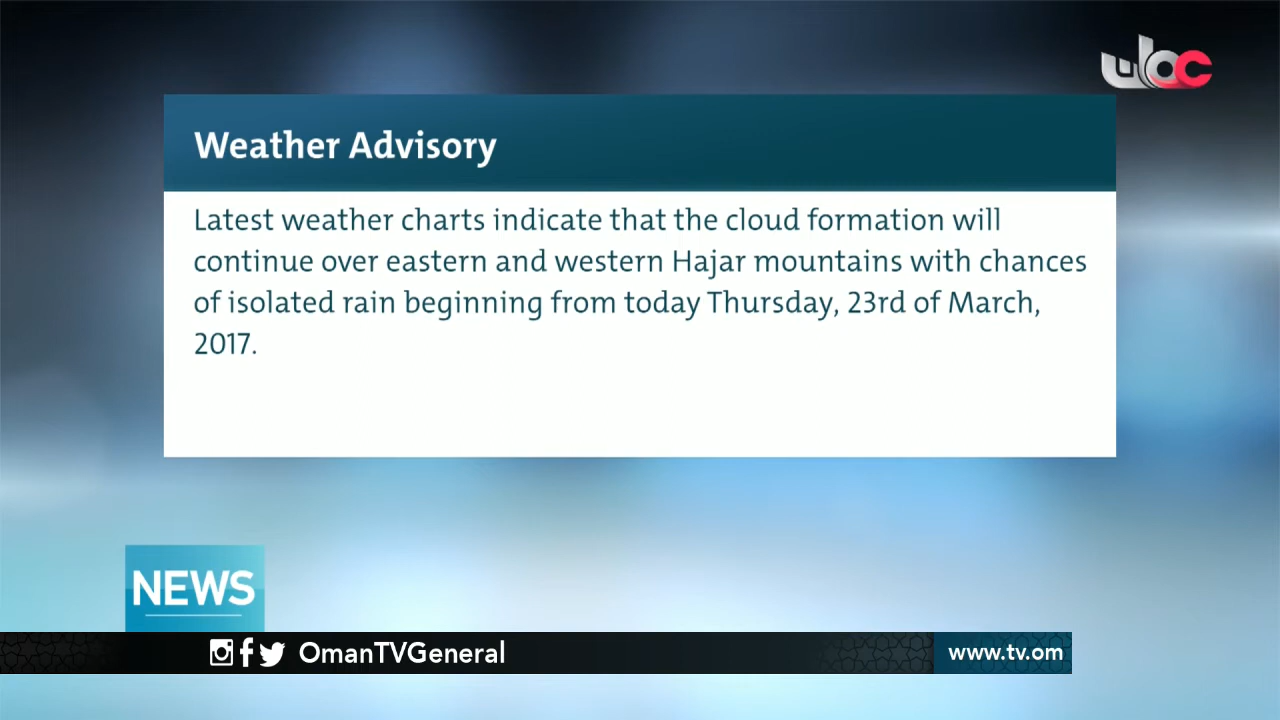 عمان
Weather Advisory
Latest weather charts indicate that the cloud formation will
continue over eastern and western Hajar mountains with chances
of isolated rain beginning from today Thursday, 23rd of March,
2017.
NEWS
OmanTVGeneral
www.tv.om